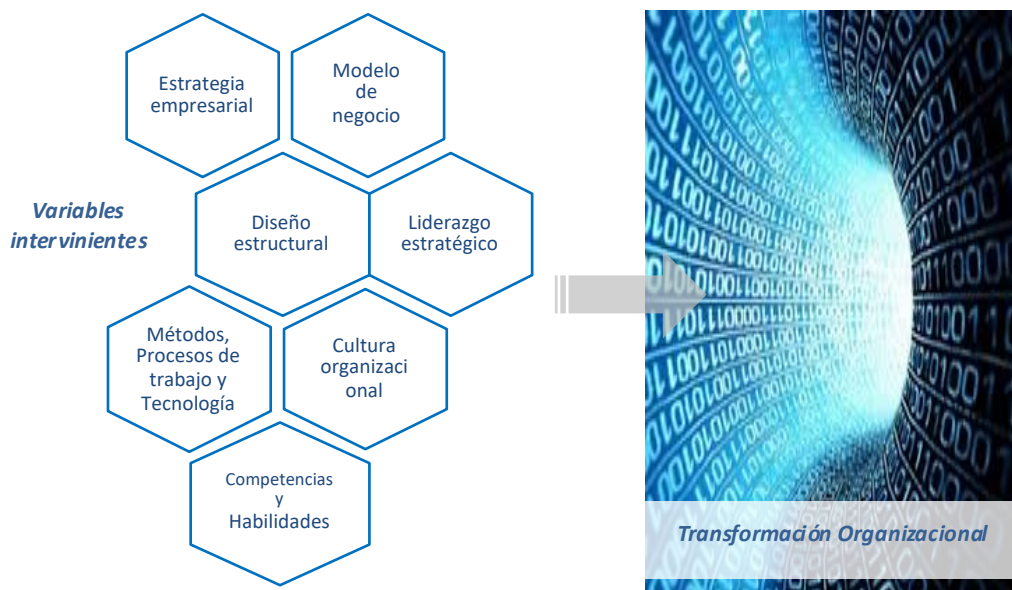 Estrategia
empresarial
Modelo
de
negocio
Variables
intervinientes
Diseño
estructural
Liderazgo
estratégico
Métodos,
Procesos de
trabajo y
Tecnología
Cultura
organizaci
onal
Competencias
y
Habilidades
Transformación Organizacional